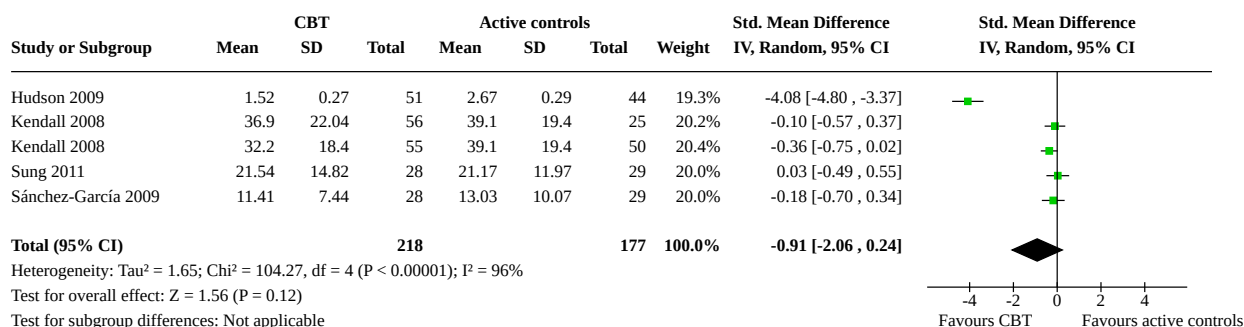 CBT Active controls Std. Mean Difference Std. Mean Difference
Study or Subgroup Mean SD Total Mean SD Total Weight IV, Random, 95% CI IV, Random, 95% CI
Hudson 2009 1.52 0.27 51 2.67 0.29 44 19.3% -4.08 [-4.80 , -3.37]
Kendall 2008 36.9 22.04 56 39.1 19.4 25 20.2% -0.10 [-0.57 , 0.37]
Kendall 2008 32.2 18.4 55 39.1 19.4 50 20.4% -0.36 [-0.75 , 0.02]
Sung 2011 21.54 14.82 28 21.17 11.97 29 20.0% 0.03 [-0.49 , 0.55]
Sánchez-García 2009 11.41 7.44 28 13.03 10.07 29 20.0% -0.18 [-0.70 , 0.34]
Total (95% CI) 218 177 100.0% -0.91 [-2.06 , 0.24]
Heterogeneity: Tau² = 1.65; Chi² = 104.27, df = 4 (P < 0.00001); I² = 96%
Test for overall effect: Z = 1.56 (P = 0.12) -4 -2 0 2 4
Test for subgroup differences: Not applicable Favours CBT Favours active controls